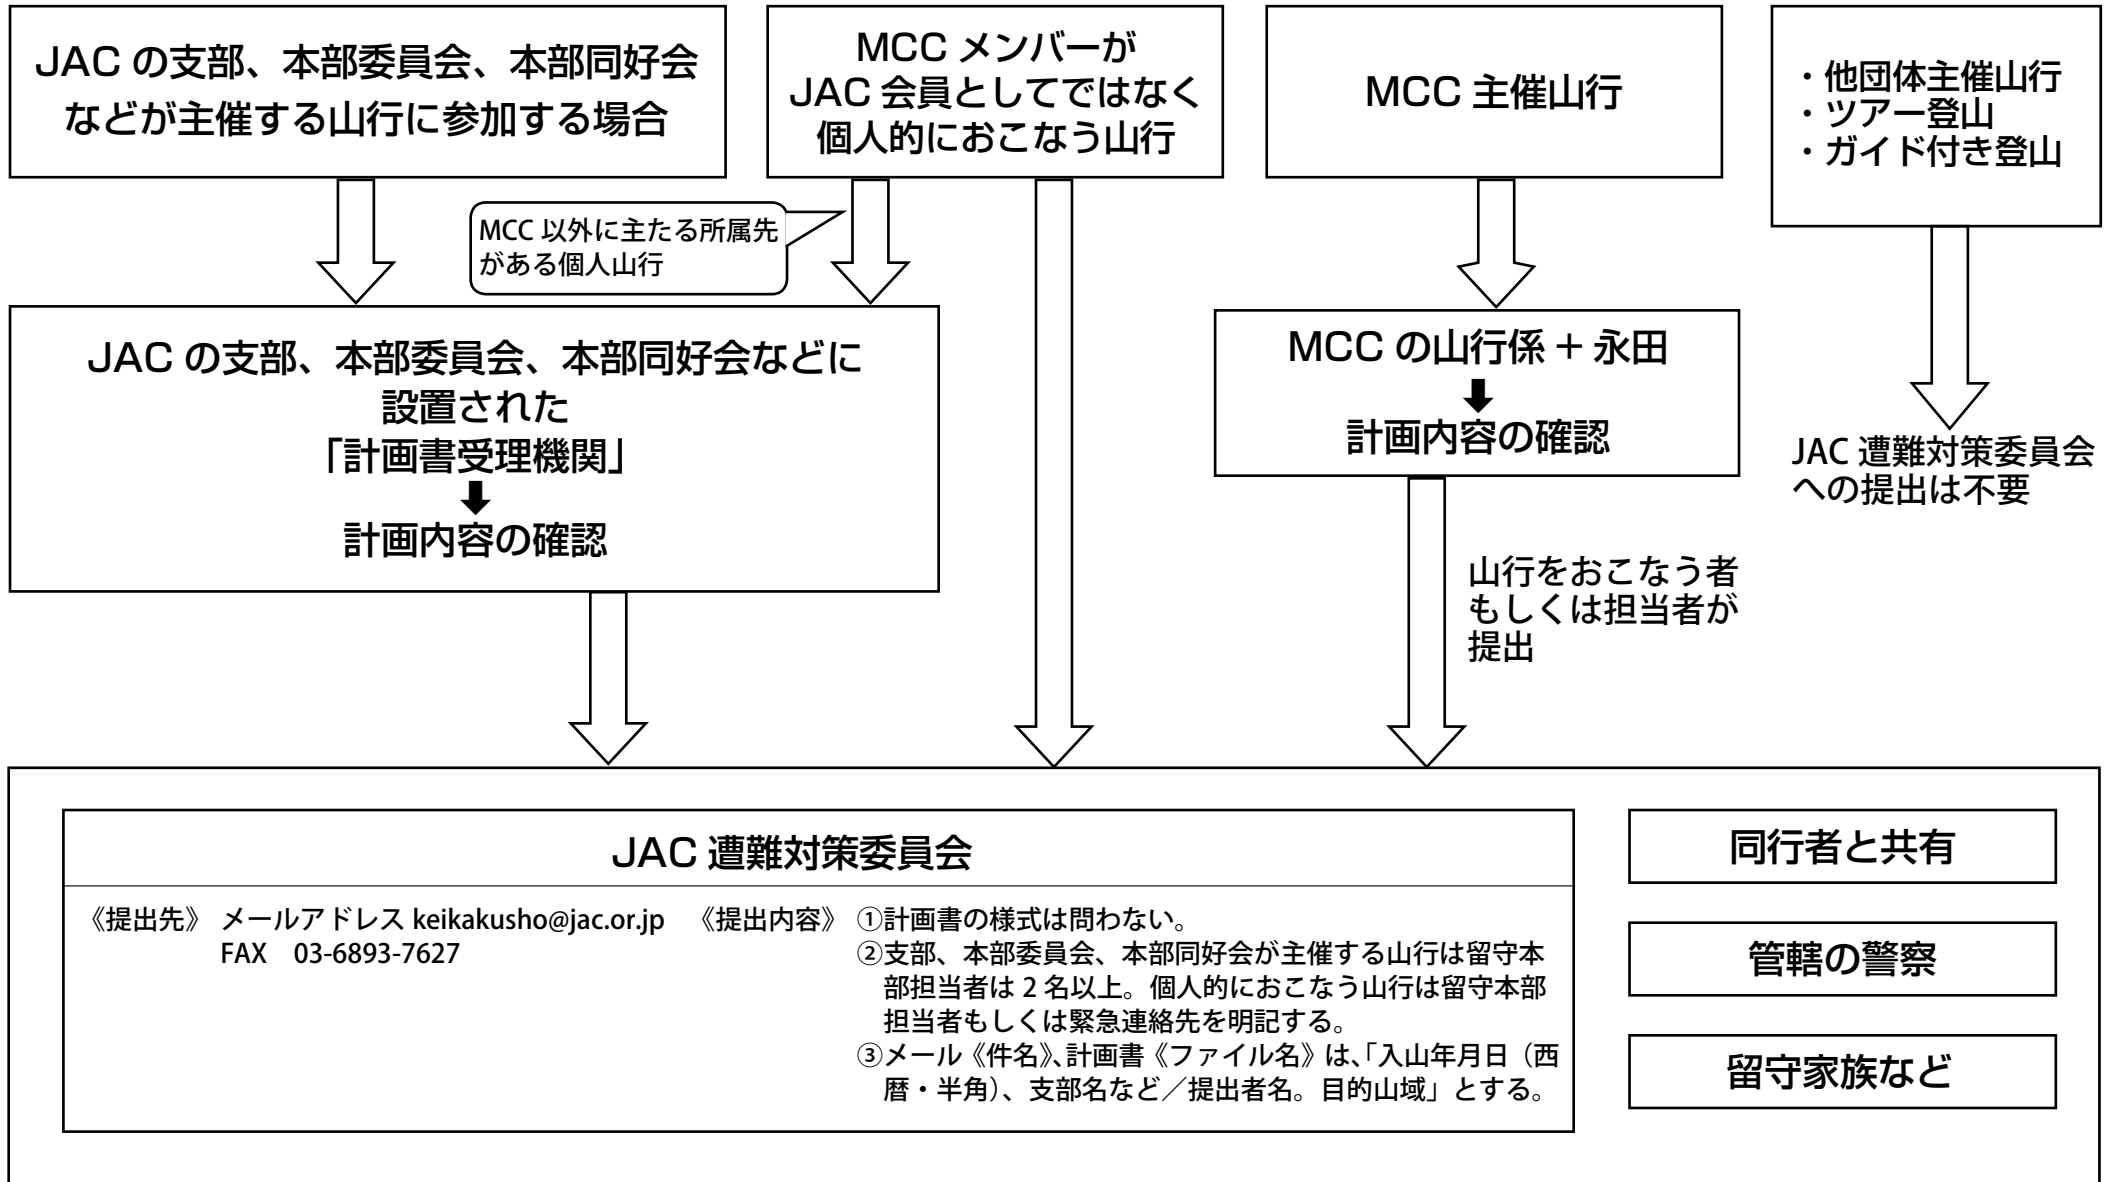 JAC の支部、本部委員会、本部同好会
などが主催する山行に参加する場合
MCC メンバーが
JAC 会員としてではなく
個人的におこなう山行
MCC 主催山行
・他団体主催山行
・ツアー登山
・ガイド付き登山
MCC 以外に主たる所属先
がある個人山行
JAC の支部、本部委員会、本部同好会などに
設置された
「計画書受理機関」
計画内容の確認
MCC の山行係 + 永田
計画内容の確認
JAC 遭難対策委員会
への提出は不要
山行をおこなう者
もしくは担当者が
提出
JAC 遭難対策委員会
《提出先》 メールアドレス keikakusho@jac.or.jp
FAX 03-6893-7627
《提出内容》 ①計画書の様式は問わない。
②支部、本部委員会、本部同好会が主催する山行は留守本
部担当者は 2 名以上。個人的におこなう山行は留守本部
担当者もしくは緊急連絡先を明記する。
③メール《件名》、計画書《ファイル名》は、「入山年月日（西
暦・半角）、支部名など／提出者名。目的山域」とする。
同行者と共有
管轄の警察
留守家族など